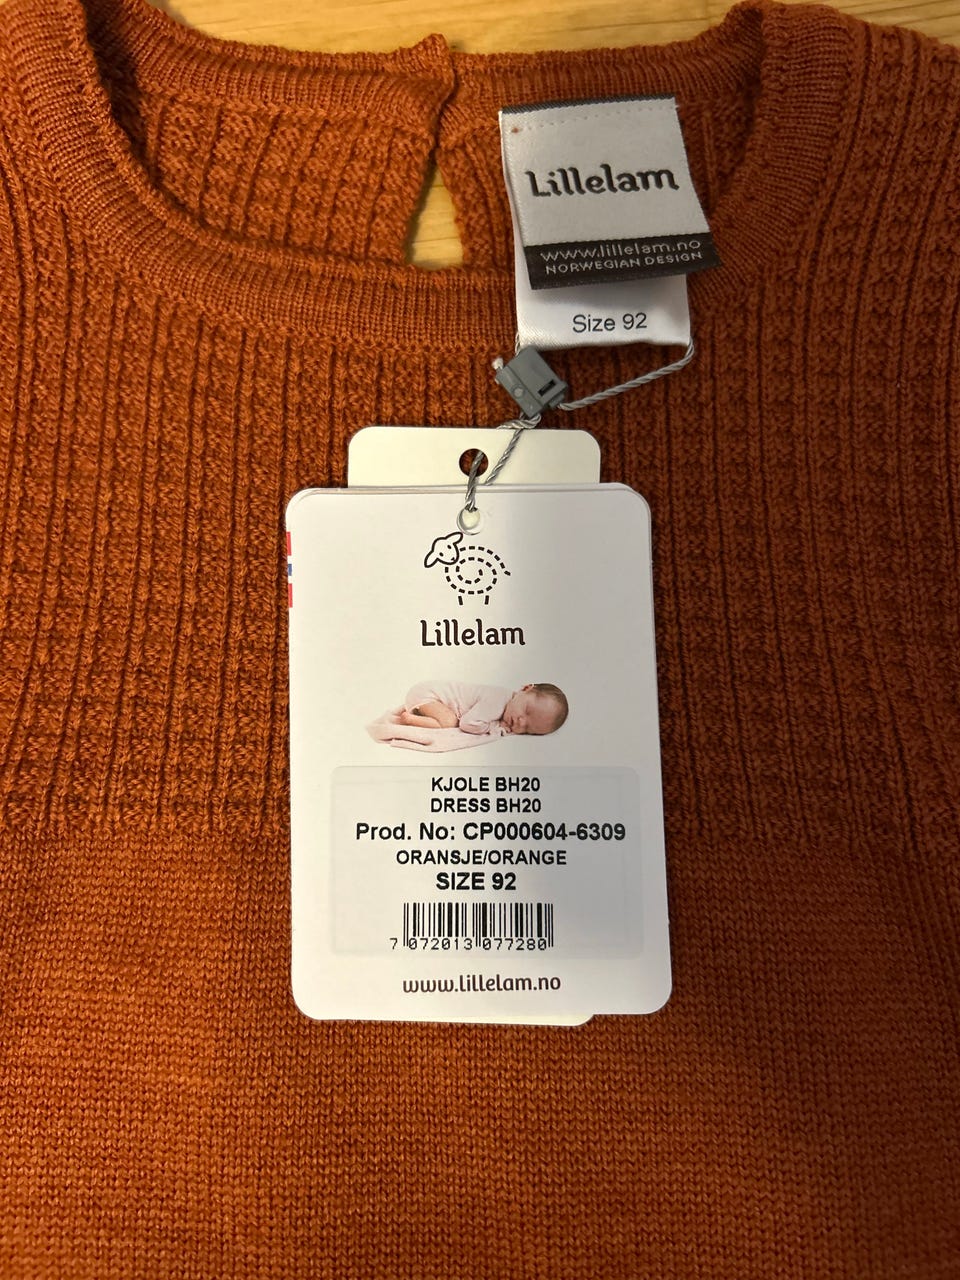 Lillelam
www.lillelam.no
NORWEGIAN DESIGN
Size 92
Lillelam
KJOLE BH20
DRESS BH20
Prod. No: CP000604-6309
ORANSJE/ORANGE
SIZE 92
7 072013 077280
www.lillelam.no